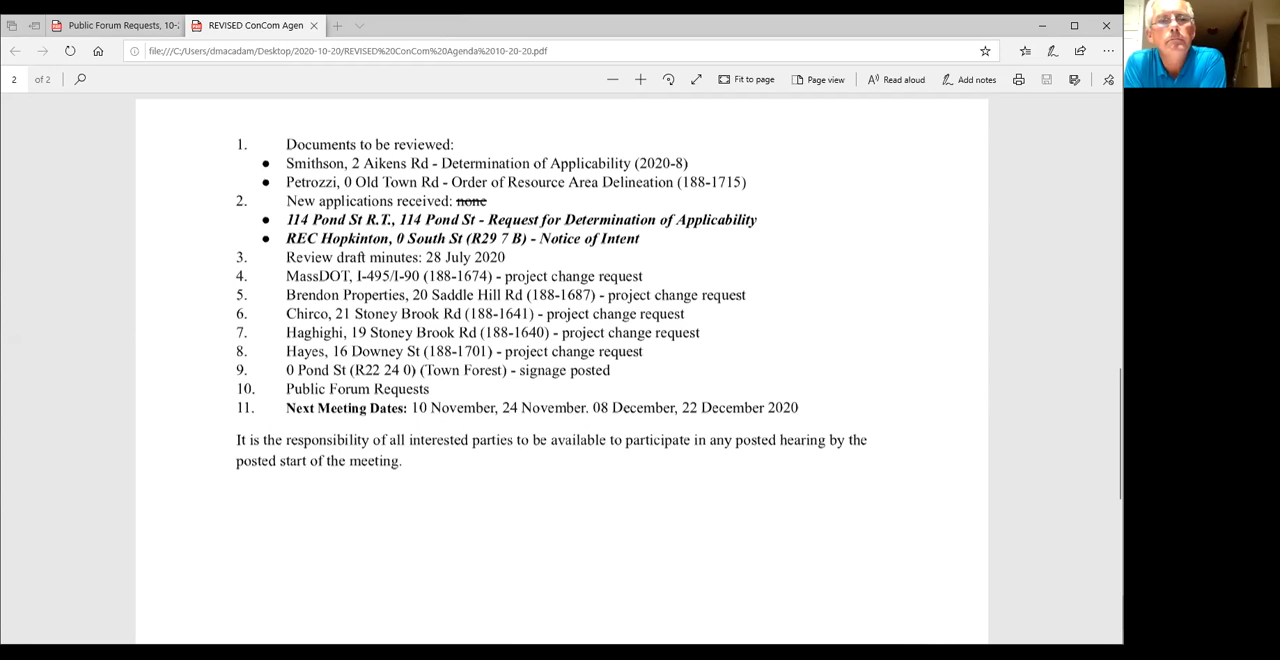 Public Forum Requests, 10-2
REVISED ConCom Agen
file:///C:/Users/dmacadam/Desktop/2020-10-20/REVISED%20ConCom%20Agenda%2010-20-20.pdf
2 of 2
Fit to page
Page view
Read aloud
Add notes
1. Documents to be reviewed:
● Smithson, 2 Aikens Rd - Determination of Applicability (2020-8)
● Petrozzi, 0 Old Town Rd - Order of Resource Area Delineation (188-1715)
2. New applications received: none
● 114 Pond St R.T., 114 Pond St - Request for Determination of Applicability
● REC Hopkinton, 0 South St (R29 7 B) - Notice of Intent
3. Review draft minutes: 28 July 2020
4. MassDOT, I-495/I-90 (188-1674) - project change request
5. Brendon Properties, 20 Saddle Hill Rd (188-1687) - project change request
6. Chirco, 21 Stoney Brook Rd (188-1641) - project change request
7. Haghighi, 19 Stoney Brook Rd (188-1640) - project change request
8. Hayes, 16 Downey St (188-1701) - project change request
9. 0 Pond St (R22 24 0) (Town Forest) - signage posted
10. Public Forum Requests
11. Next Meeting Dates: 10 November, 24 November. 08 December, 22 December 2020
It is the responsibility of all interested parties to be available to participate in any posted hearing by the
posted start of the meeting.